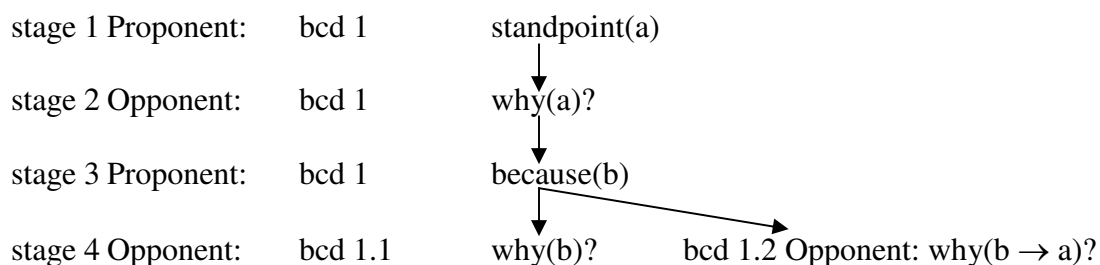 stage 1 Proponent: bcd 1 standpoint(a)
stage 2 Opponent: bcd 1 why(a)?
stage 3 Proponent: bcd 1 because(b)
stage 4 Opponent: bcd 1.1 why(b)? bcd 1.2 Opponent: why(b → a)?